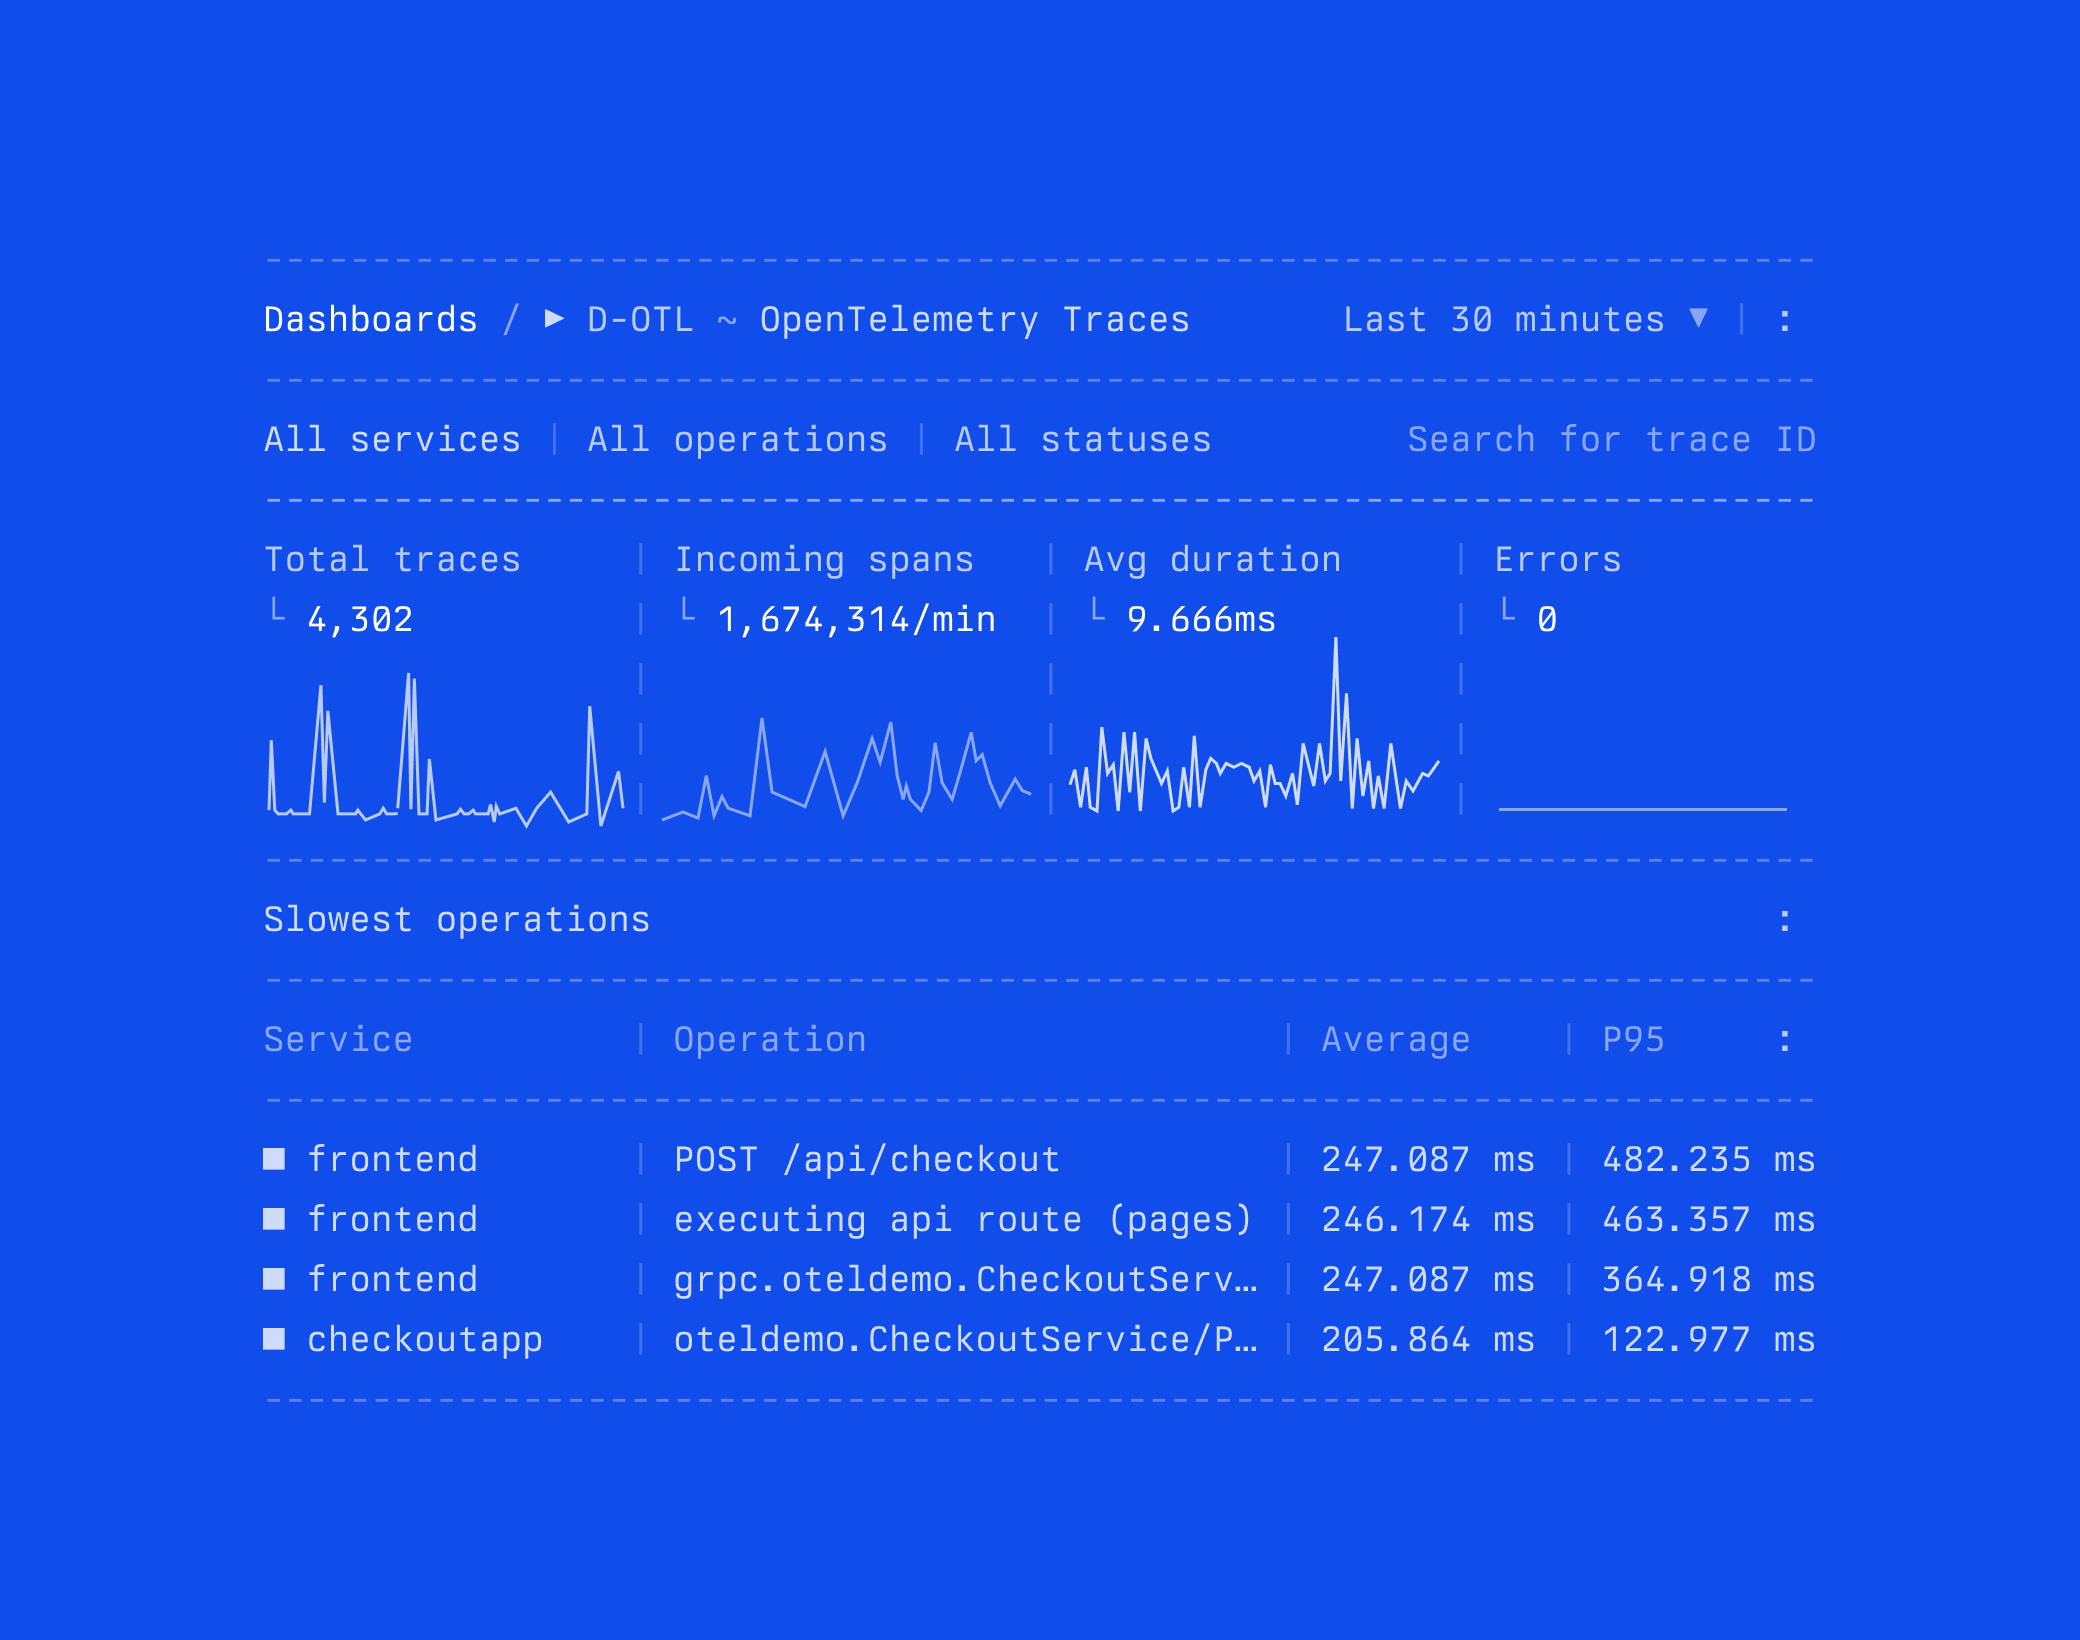 Dashboards / ▶ D-OTL ~ OpenTelemetry Traces Last 30 minutes ▼ | :
All services | All operations | All statuses Search for trace ID
Total traces | Incoming spans | Avg duration | Errors
└ 4,302 | └ 1,674,314/min | └ 9.666ms | └ 0
Slowest operations :
Service | Operation | Average | P95 :
■ frontend | POST /api/checkout | 247.087 ms | 482.235 ms
■ frontend | executing api route (pages) | 246.174 ms | 463.357 ms
■ frontend | grpc.oteldemo.CheckoutServ… | 247.087 ms | 364.918 ms
■ checkoutapp | oteldemo.CheckoutService/P… | 205.864 ms | 122.977 ms